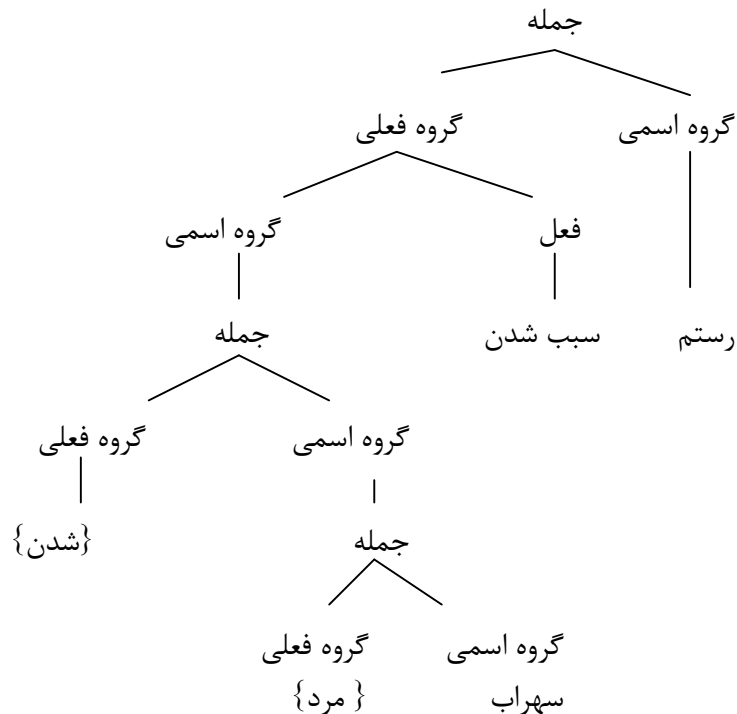 جمله
گروه اسمی گروه فعلی
فعل گروه اسمی
رستم سبب شدن جمله
گروه اسمی گروه فعلی
جمله {شدن}
گروه اسمی گروه فعلی
سهراب { مرد}